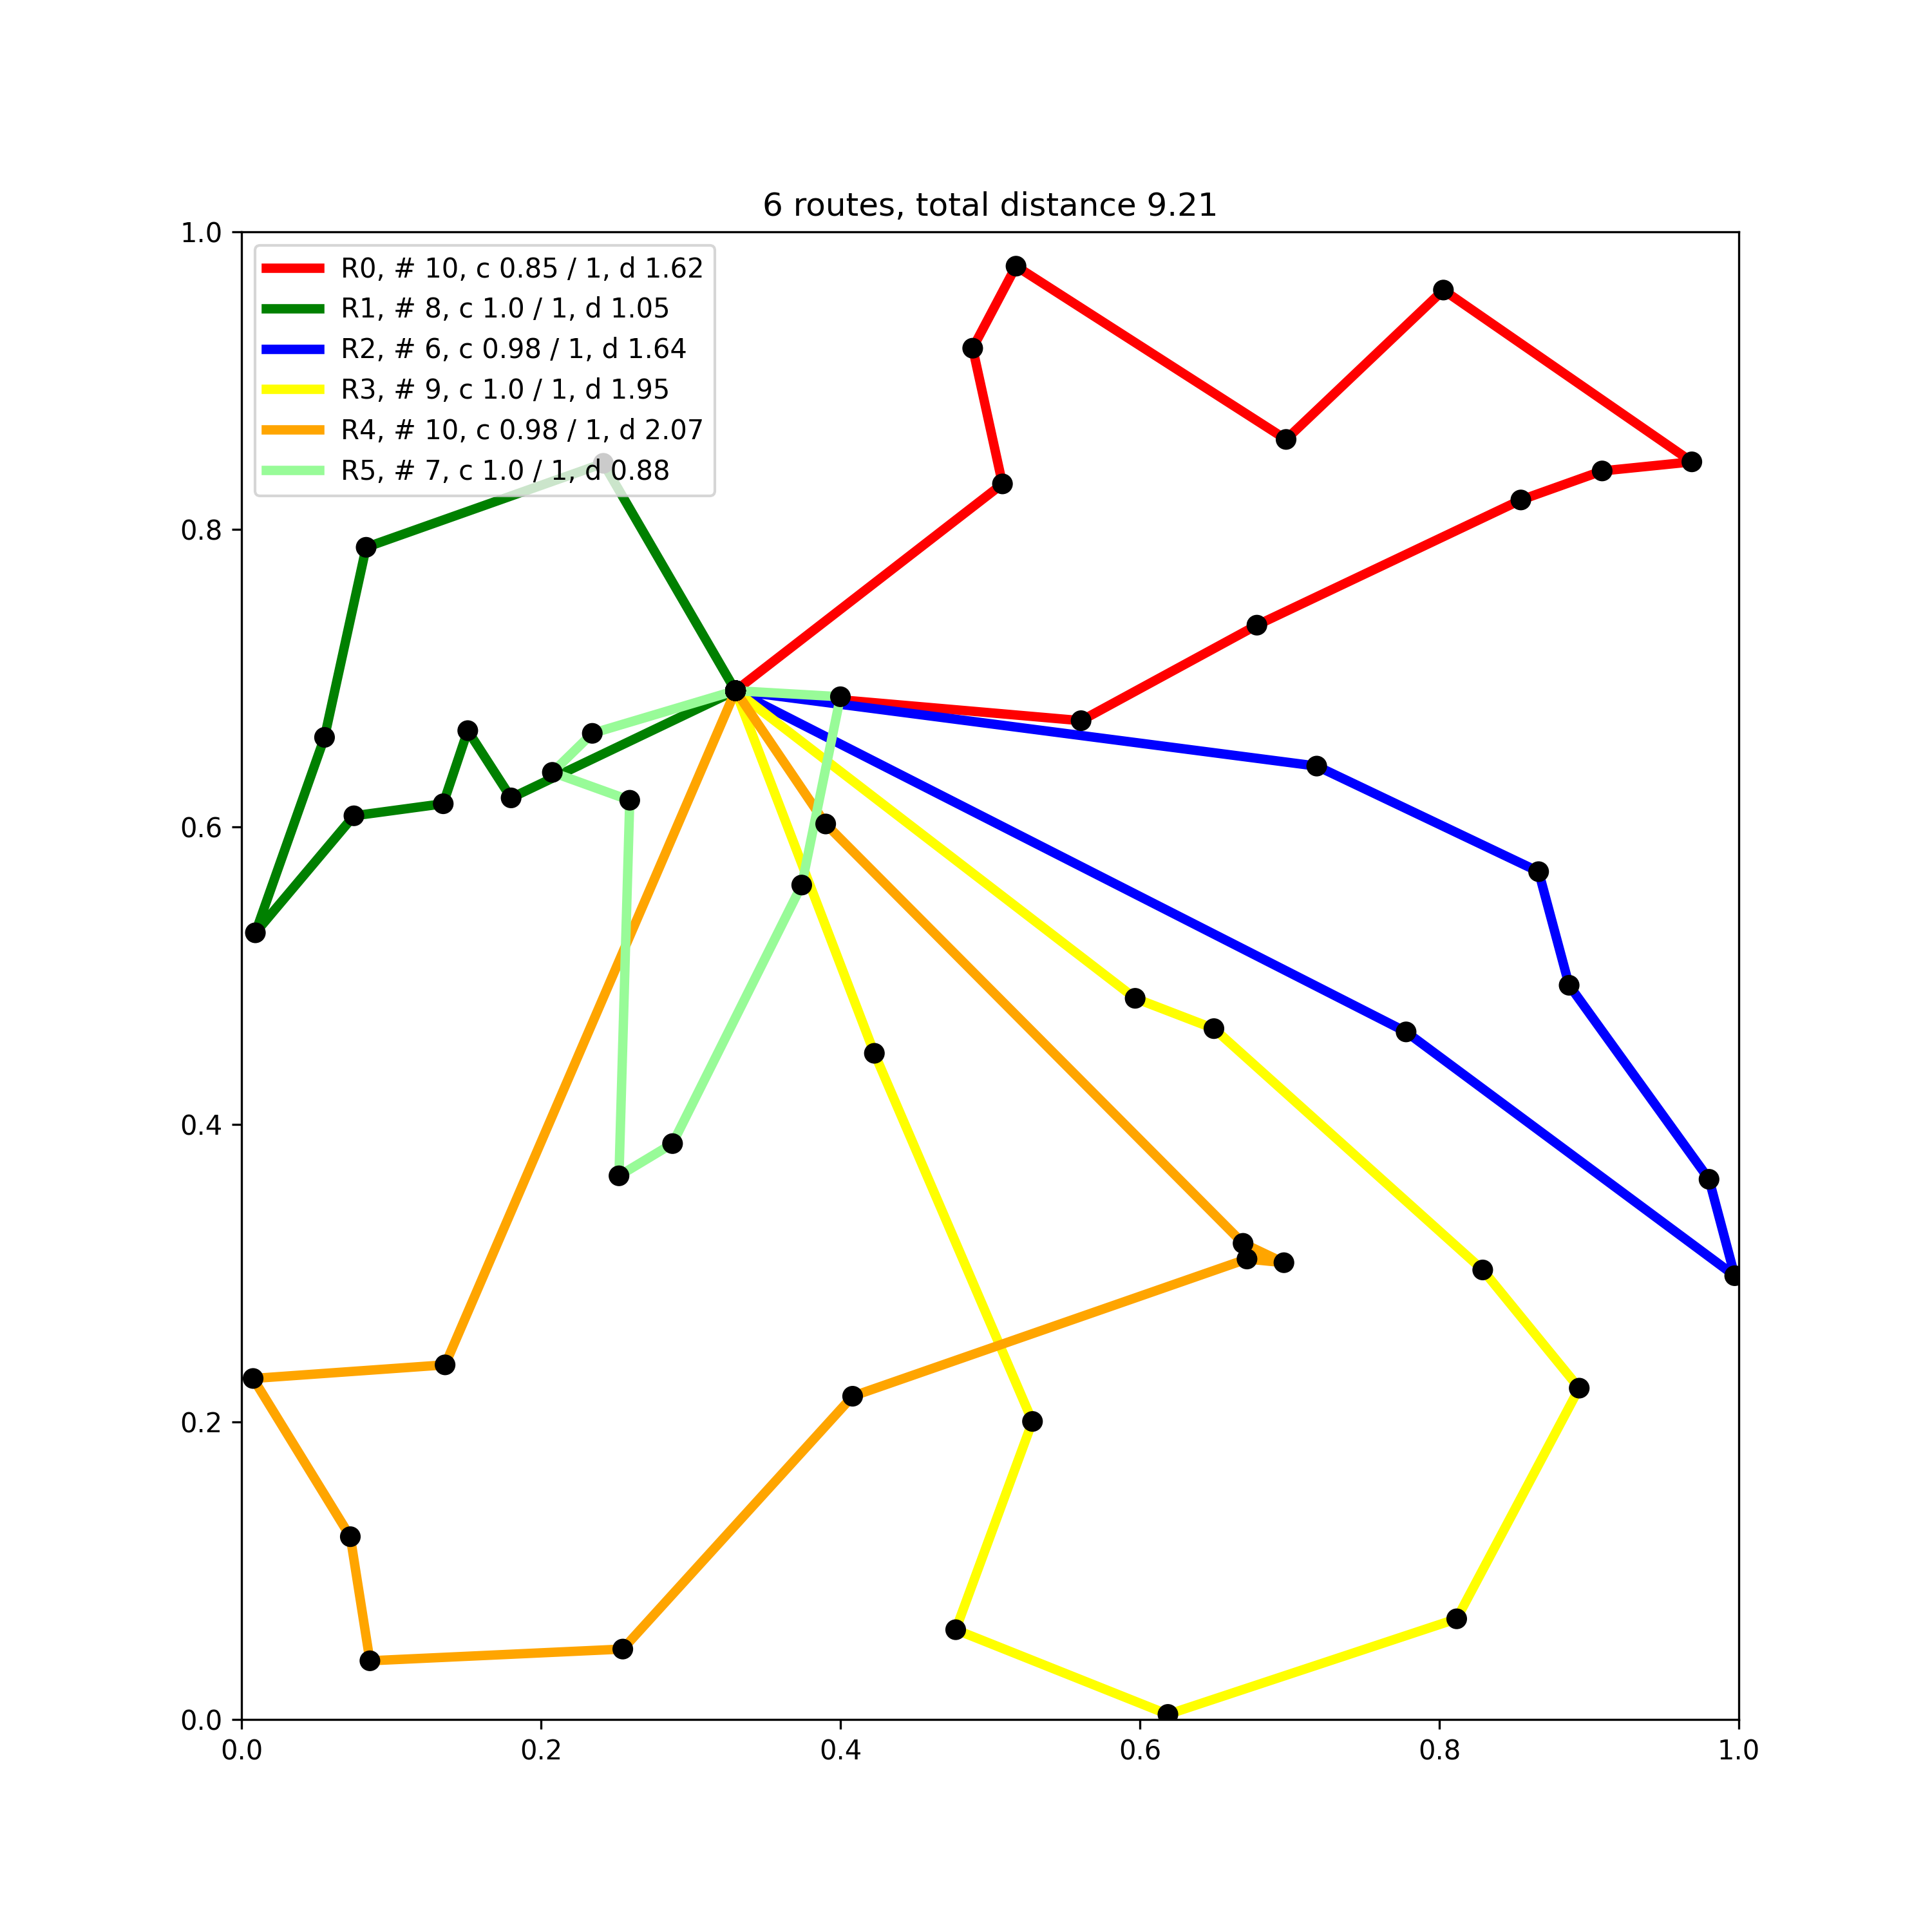 6 routes, total distance 9.21
1.0
R0, # 10, c 0.85 / 1, d 1.62
R1, # 8, c 1.0 / 1, d 1.05
R2, # 6, c 0.98 / 1, d 1.64
R3, # 9, c 1.0 / 1, d 1.95
R4, # 10, c 0.98 / 1, d 2.07
R5, # 7, c 1.0 / 1, d 0.88
0.8
0.6
0.4
0.2
0.0
0.0 0.2 0.4 0.6 0.8 1.0